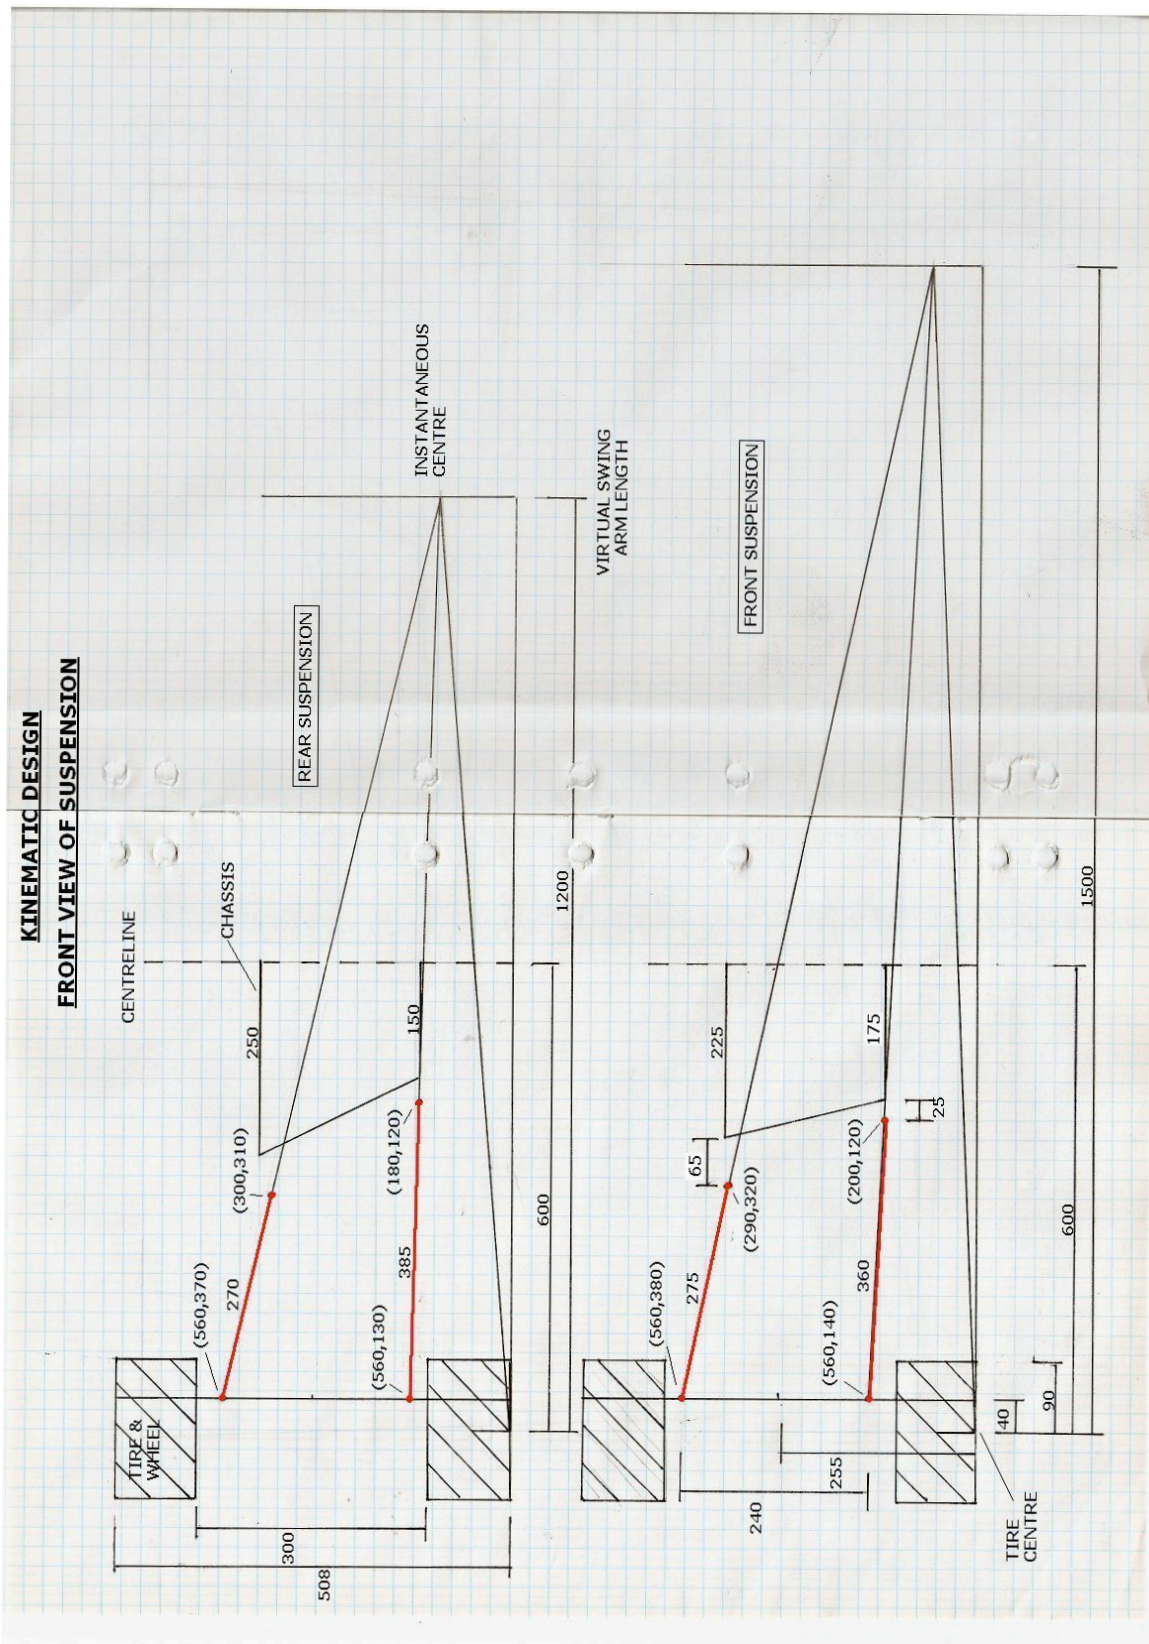 KINEMATIC DESIGN
FRONT VIEW OF SUSPENSION
CENTRELINE
CHASSIS
REAR SUSPENSION
INSTANTANEOUS
CENTRE
TIRE &
WHEEL
(560,370)
270
(300,310)
250
(560,130)
385
(180,120)
150
300
508
600
1200
VIRTUAL SWING
ARM LENGTH
FRONT SUSPENSION
(560,380)
275
(290,320)
65
225
(560,140)
360
(200,120)
175
25
240
255
40
90
600
1500
TIRE
CENTRE